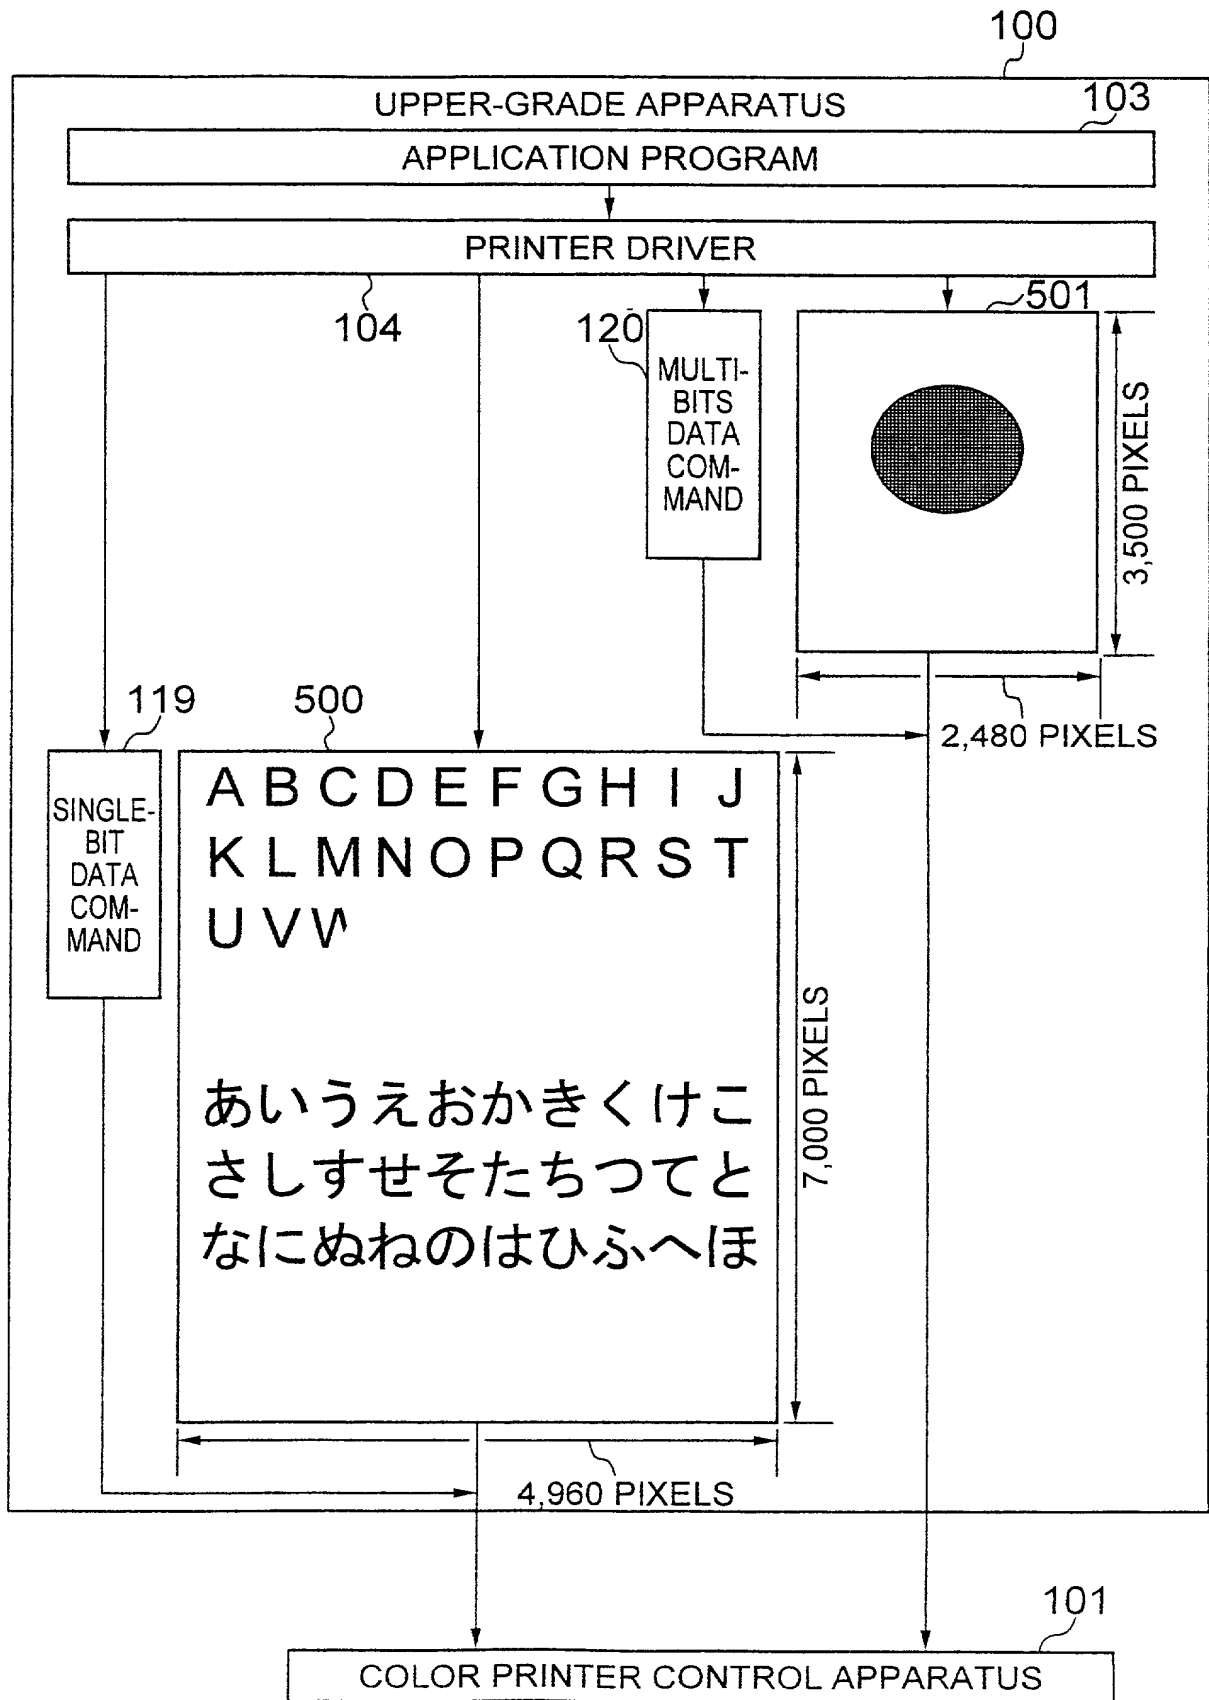 100
UPPER-GRADE APPARATUS
103
APPLICATION PROGRAM
PRINTER DRIVER
104
120
501
MULTI-
BITS
DATA
COM-
MAND
3,500 PIXELS
2,480 PIXELS
119
500
SINGLE-
BIT
DATA
COM-
MAND
A B C D E F G H I J
K L M N O P Q R S T
U V W
あいうえおかきくけこ
さしすせそたちつてと
なにぬねのはひふへほ
7,000 PIXELS
4,960 PIXELS
101
COLOR PRINTER CONTROL APPARATUS